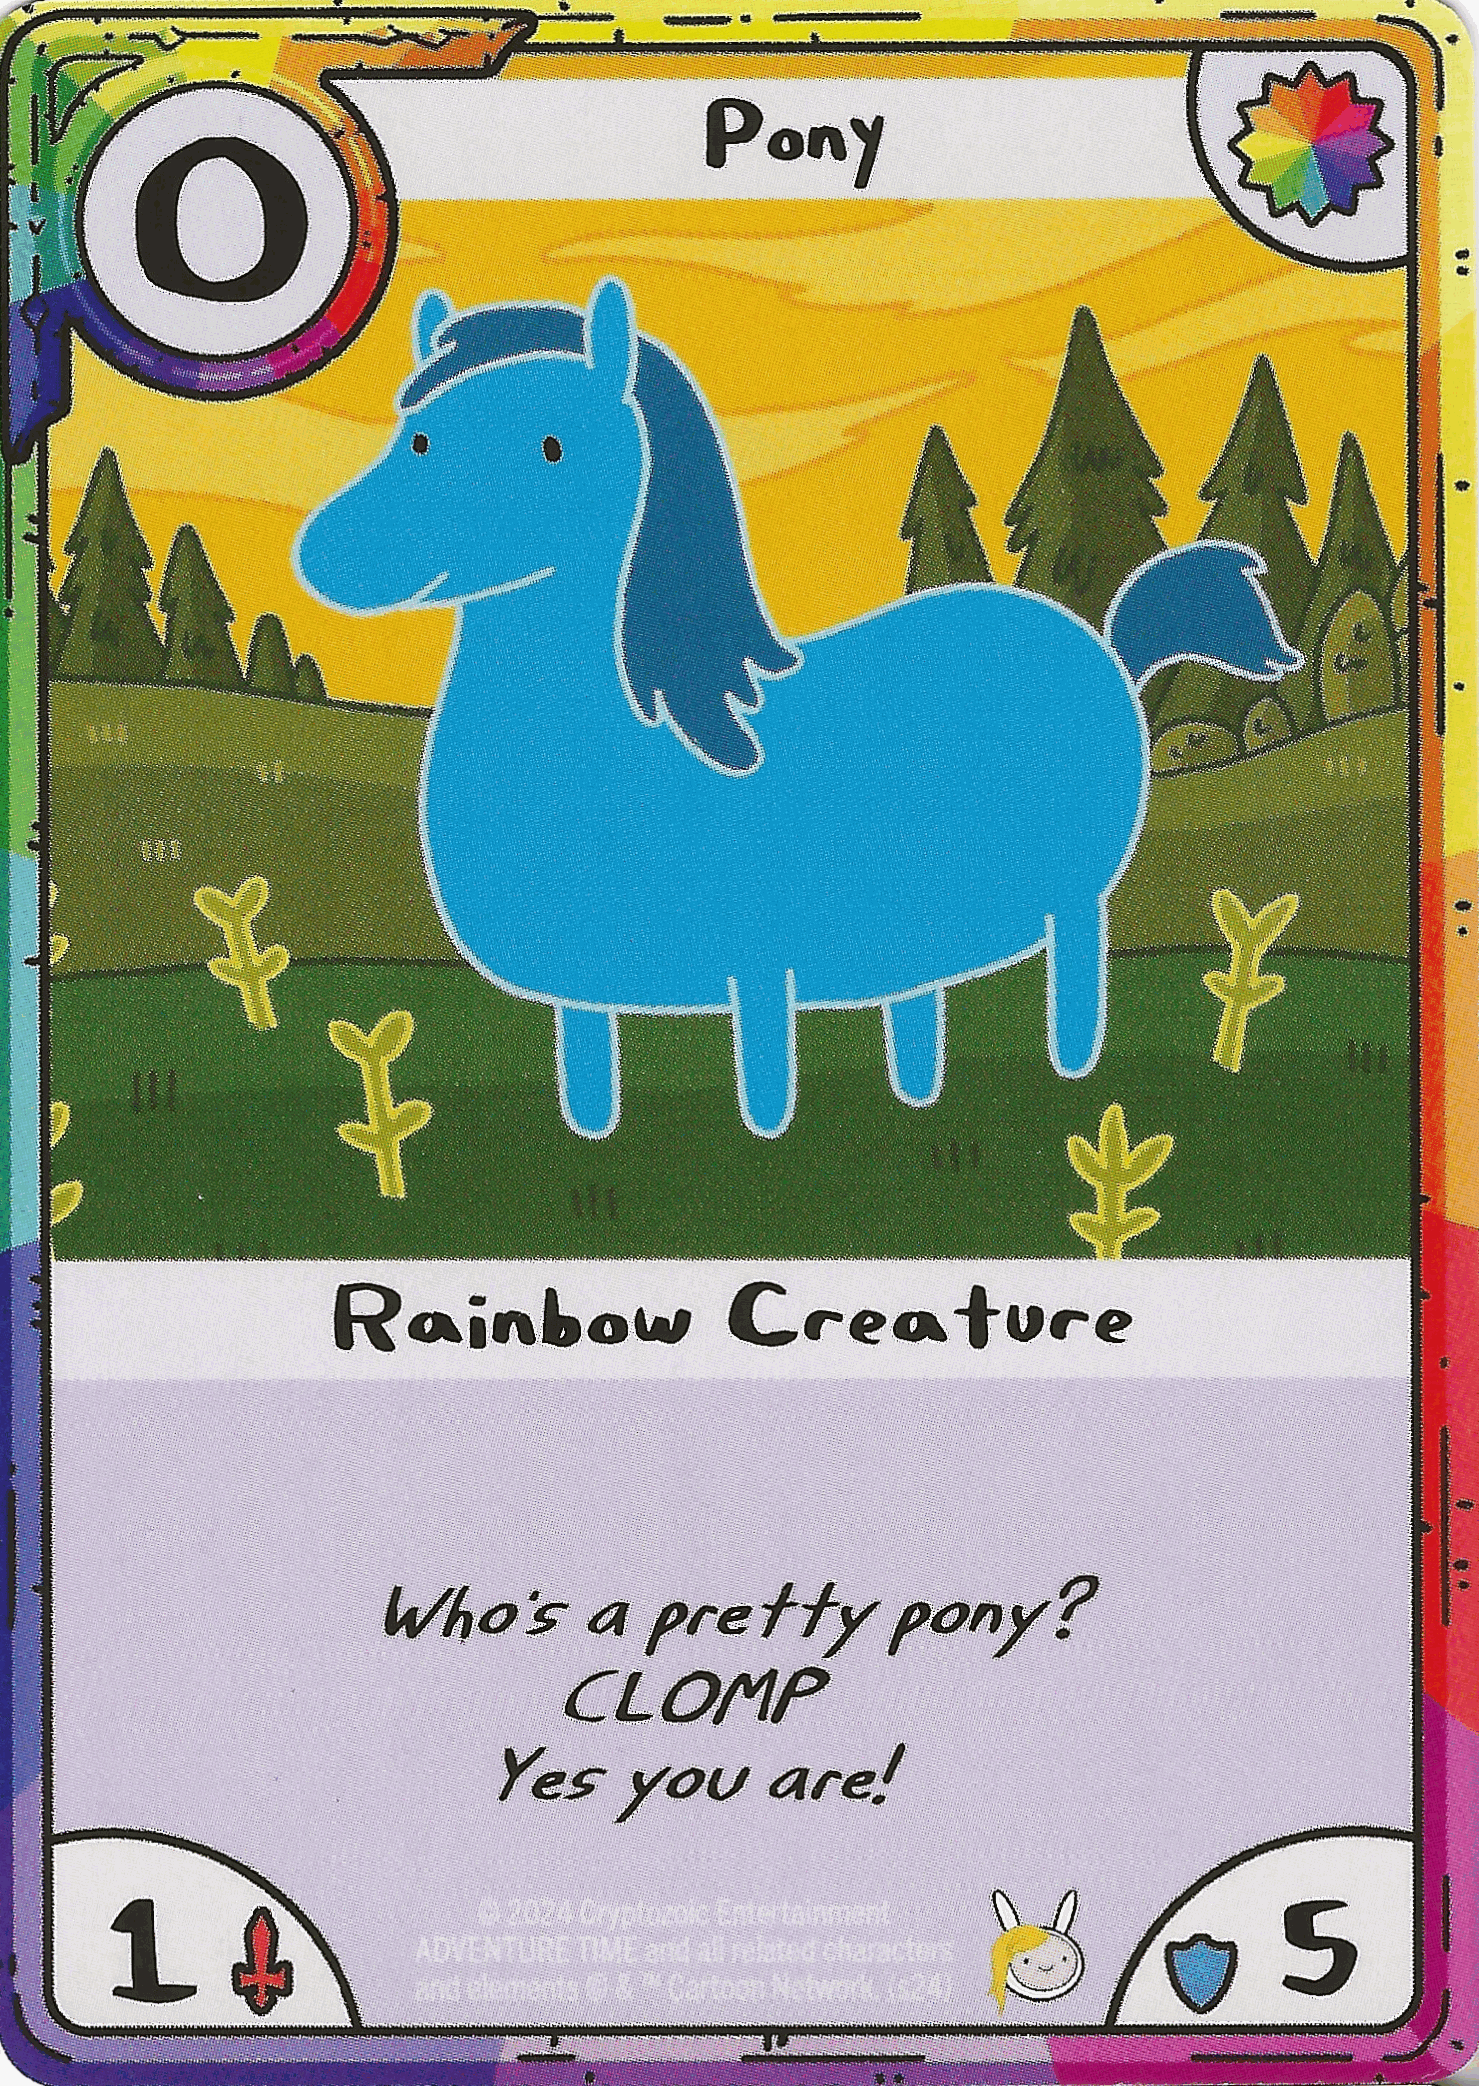 0
Pony
Rainbow Creature
Who's a pretty pony?
CLOMP
Yes you are!
1
5
© 2024 Cryptozoic Entertainment
ADVENTURE TIME and all related characters
and elements © & ™ Cartoon Network. (s24)